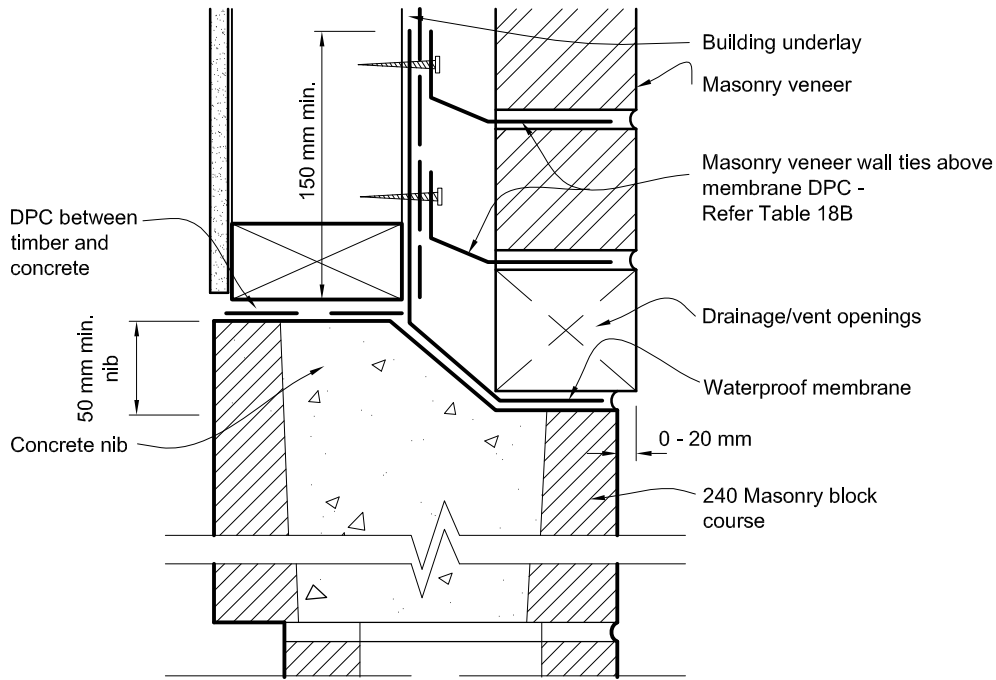 Building underlay
Masonry veneer
150 mm min.
Masonry veneer wall ties above
membrane DPC -
Refer Table 18B
DPC between
timber and
concrete
Drainage/vent openings
50 mm min.
nib
Waterproof membrane
Concrete nib
0 - 20 mm
240 Masonry block
course